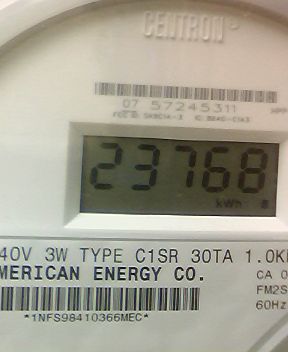 CENTRON®
07 57245311
23768
kWh
40V 3W TYPE C1SR 30TA 1.0K
MERICAN ENERGY CO.
CA 0
FM2S
60Hz
*1NFS98410366MEC*